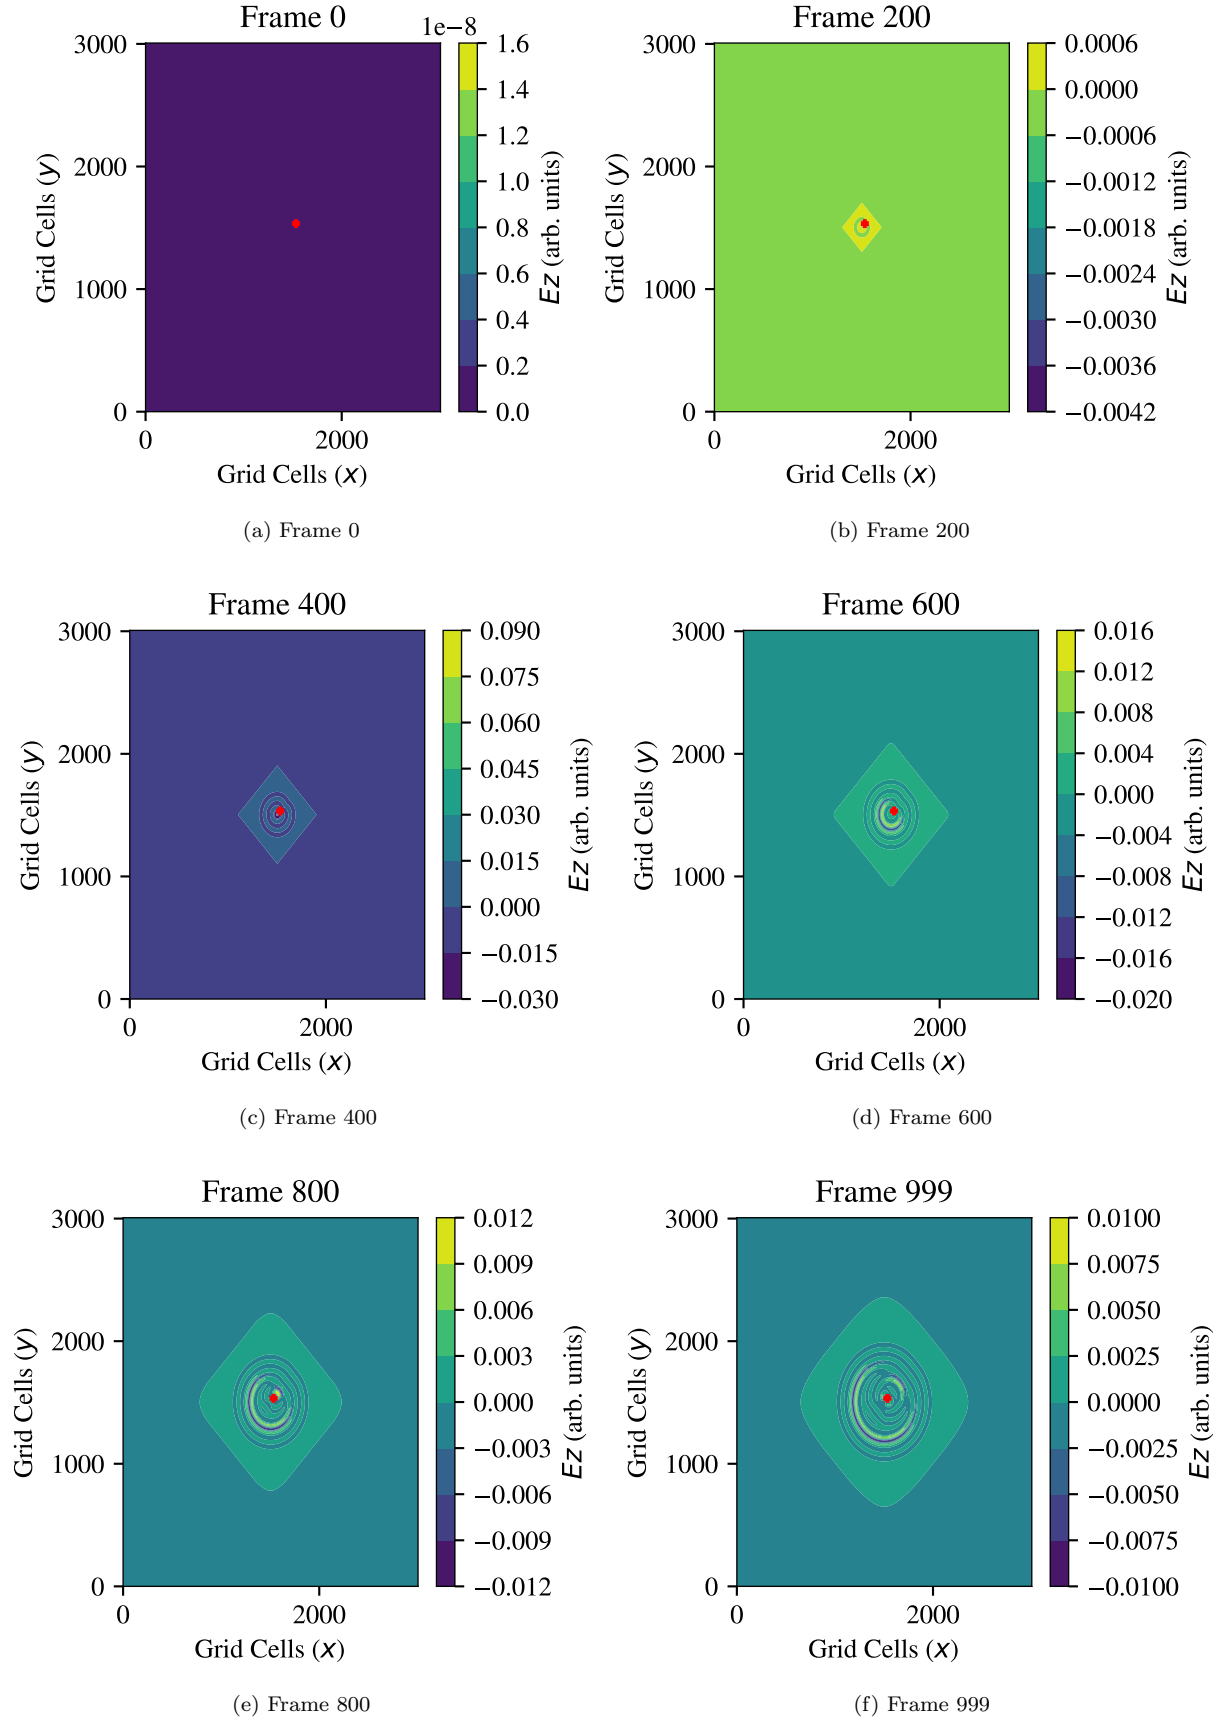 Frame 0
1e−8
3000
2000
1000
0
0
2000
Grid Cells (y)
Grid Cells (x)
1.6
1.4
1.2
1.0
0.8
0.6
0.4
0.2
0.0
Ez (arb. units)
(a) Frame 0
Frame 200
3000
2000
1000
0
0
2000
Grid Cells (y)
Grid Cells (x)
0.0006
0.0000
−0.0006
−0.0012
−0.0018
−0.0024
−0.0030
−0.0036
−0.0042
Ez (arb. units)
(b) Frame 200
Frame 400
3000
2000
1000
0
0
2000
Grid Cells (y)
Grid Cells (x)
0.090
0.075
0.060
0.045
0.030
0.015
0.000
−0.015
−0.030
Ez (arb. units)
(c) Frame 400
Frame 600
3000
2000
1000
0
0
2000
Grid Cells (y)
Grid Cells (x)
0.016
0.012
0.008
0.004
0.000
−0.004
−0.008
−0.012
−0.016
−0.020
Ez (arb. units)
(d) Frame 600
Frame 800
3000
2000
1000
0
0
2000
Grid Cells (y)
Grid Cells (x)
0.012
0.009
0.006
0.003
0.000
−0.003
−0.006
−0.009
−0.012
Ez (arb. units)
(e) Frame 800
Frame 999
3000
2000
1000
0
0
2000
Grid Cells (y)
Grid Cells (x)
0.0100
0.0075
0.0050
0.0025
0.0000
−0.0025
−0.0050
−0.0075
−0.0100
Ez (arb. units)
(f) Frame 999